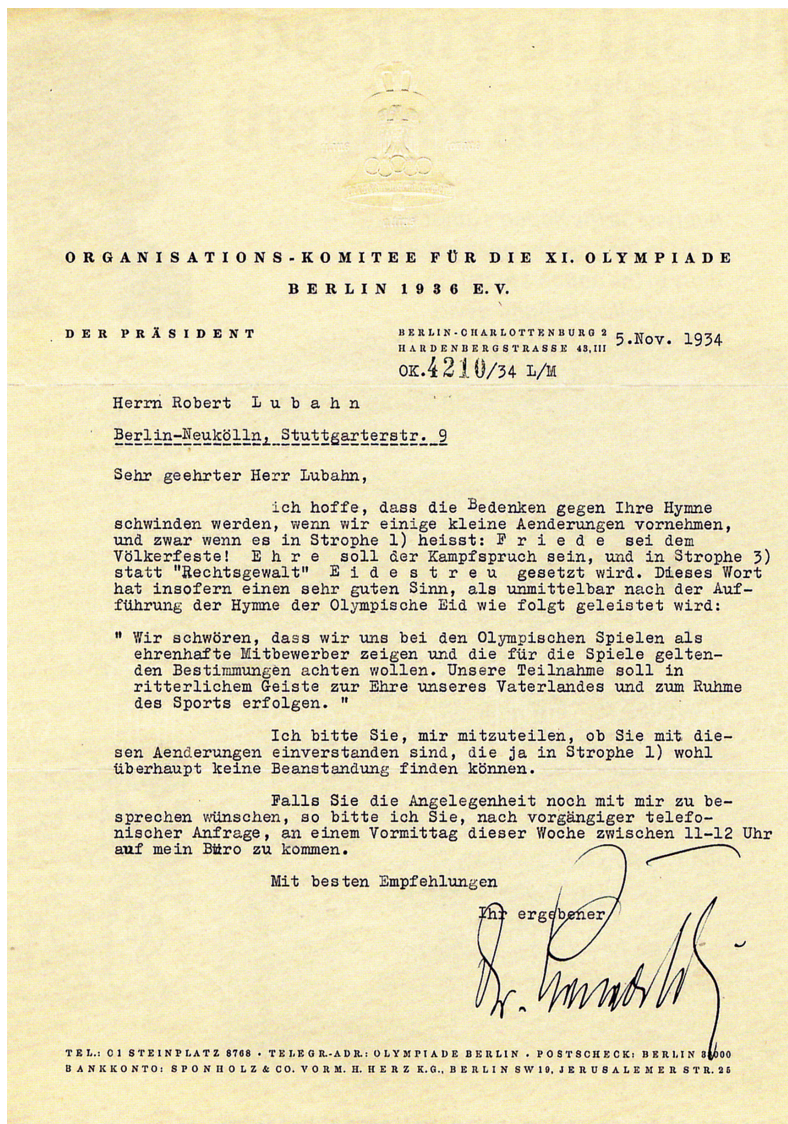 ORGANISATIONS-KOMITEE FÜR DIE XI. OLYMPIADE
BERLIN 1936 E.V.
DER PRÄSIDENT
BERLIN-CHARLOTTENBURG 2
HARDENBERGSTRASSE 43, III
5.Nov. 1934
OK.4210/34 L/M
Herrn Robert L u b a h n
Berlin-Neukölln, Stuttgarterstr. 9
Sehr geehrter Herr Lubahn,
ich hoffe, dass die Bedenken gegen Ihre Hymne
schwinden werden, wenn wir einige kleine Aenderungen vornehmen,
und zwar wenn es in Strophe 1) heisst: F r i e d e sei dem
Völkerfeste! E h r e soll der Kampfspruch sein, und in Strophe 3)
statt "Rechtsgewalt" E i d e s t r e u gesetzt wird. Dieses Wort
hat insofern einen sehr guten Sinn, als unmittelbar nach der Auf-
führung der Hymne der Olympische Eid wie folgt geleistet wird:
" Wir schwören, dass wir uns bei den Olympischen Spielen als
ehrenhafte Mitbewerber zeigen und die für die Spiele gelten-
den Bestimmungen achten wollen. Unsere Teilnahme soll in
ritterlichem Geiste zur Ehre unseres Vaterlandes und zum Ruhme
des Sports erfolgen. "
Ich bitte Sie, mir mitzuteilen, ob Sie mit die-
sen Aenderungen einverstanden sind, die ja in Strophe 1) wohl
überhaupt keine Beanstandung finden können.
Falls Sie die Angelegenheit noch mit mir zu be-
sprechen wünschen, so bitte ich Sie, nach vorgängiger telefo-
nischer Anfrage, an einem Vormittag dieser Woche zwischen 11-12 Uhr
auf mein Büro zu kommen.
Mit besten Empfehlungen
Ihr ergebener
Dr.
TEL.: C1 STEINPLATZ 8768 · TELEGR.-ADR.: OLYMPIADE BERLIN · POSTSCHECK: BERLIN
BANKKONTO: SPONHOLZ & CO. VORM. H. HERZ K.G., BERLIN SW 19, JERUSALEMER STR. 25